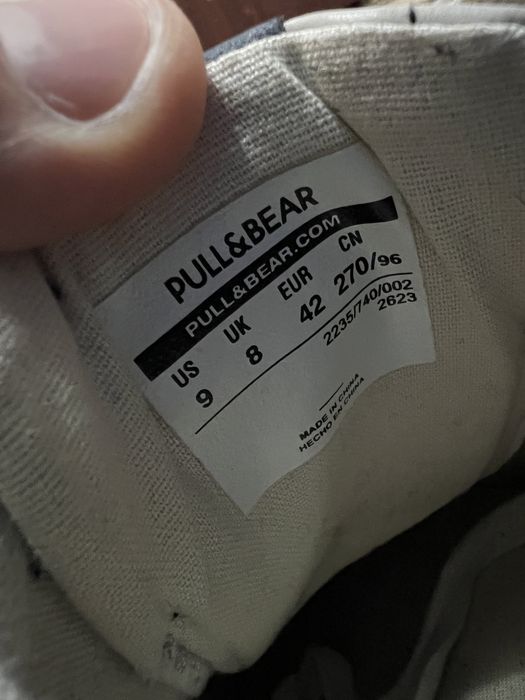 PULL&BEAR
PULL&BEAR.COM
US UK EUR CN
9 8 42 270/96
2235/740/002
2623
MADE IN CHINA
HECHO EN CHINA